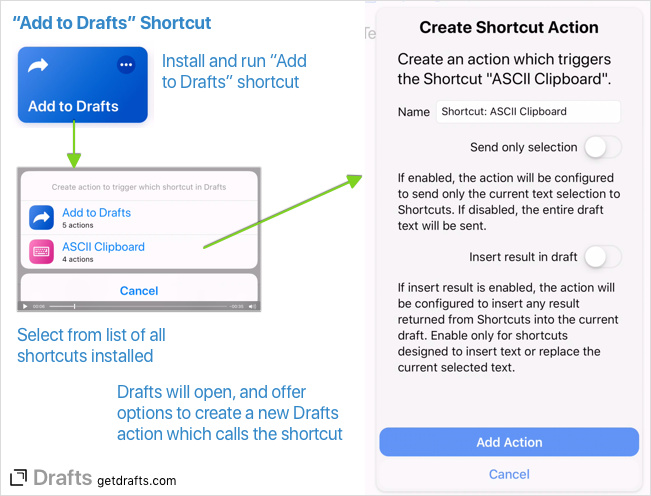 “Add to Drafts” Shortcut
Install and run “Add
to Drafts” shortcut
Add to Drafts
Create action to trigger which shortcut in Drafts
Add to Drafts
5 actions
ASCII Clipboard
4 actions
Cancel
00:00
-00:20
Select from list of all
shortcuts installed
Drafts will open, and offer
options to create a new Drafts
action which calls the shortcut
Drafts getdrafts.com
Te
Create Shortcut Action
Create an action which triggers
the Shortcut "ASCII Clipboard".
Name Shortcut: ASCII Clipboard
Send only selection
If enabled, the action will be configured
to send only the current text selection to
Shortcuts. If disabled, the entire draft
text will be sent.
Insert result in draft
If insert result is enabled, the action will
be configured to insert any result
returned from Shortcuts into the current
draft. Enable only for shortcuts
designed to insert text or replace the
current selected text.
Add Action
Cancel